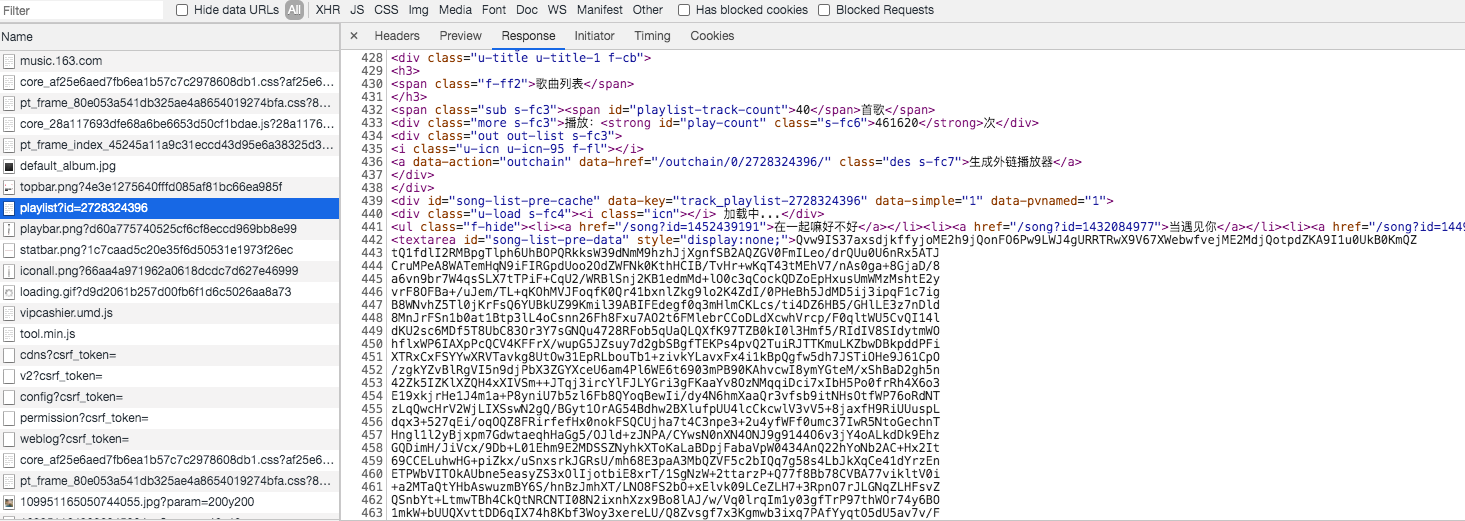 Filter
Hide data URLs All XHR JS CSS Img Media Font Doc WS Manifest Other Has blocked cookies Blocked Requests
Name
× Headers Preview Response Initiator Timing Cookies
music.163.com
core_af25e6aed7fb6ea1b57c7c2978608db1.css?af25e6...
pt_frame_80e053a541db325ae4a8654019274bfa.css?8...
core_28a117693dfe68a6be6653d50cf1bdae.js?28a1176...
pt_frame_index_45245a11a9c31eccd43d95e6a38325d3...
default_album.jpg
topbar.png?4e3e1275640fffd085af81bc66ea985f
playlist?id=2728324396
playbar.png?d60a775740525cf6cf8eccd969bb8e99
statbar.png?1c7caad5c20e35f6d50531e1973f26ec
iconall.png?66aa4a971962a0618dcdc7d627e46999
loading.gif?d9d2061b257d00fb6f1d6c5026aa8a73
vipcashier.umd.js
tool.min.js
cdns?csrf_token=
v2?csrf_token=
config?csrf_token=
permission?csrf_token=
weblog?csrf_token=
core_af25e6aed7fb6ea1b57c7c2978608db1.css?af25e6...
pt_frame_80e053a541db325ae4a8654019274bfa.css?8...
109951165050744055.jpg?param=200y200
428 <div class="u-title u-title-1 f-cb">
429 <h3>
430 <span class="f-ff2">歌曲列表</span>
431 </h3>
432 <span class="sub s-fc3"><span id="playlist-track-count">40</span>首歌</span>
433 <div class="more s-fc3">播放：<strong id="play-count" class="s-fc6">461620</strong>次</div>
434 <div class="out out-list s-fc3">
435 <i class="u-icn u-icn-95 f-fl"></i>
436 <a data-action="outchain" data-href="/outchain/0/2728324396/" class="des s-fc7">生成外链播放器</a>
437 </div>
438 </div>
439 <div id="song-list-pre-cache" data-key="track_playlist-2728324396" data-simple="1" data-pvnamed="1">
440 <div class="u-load s-fc4"><i class="icn"></i> 加载中...</div>
441 <ul class="f-hide"><li><a href="/song?id=1452439191">在一起嘛好不好</a></li><li><a href="/song?id=1432084977">当遇见你</a></li><li><a href="/song?id=1449
442 <textarea id="song-list-pre-data" style="display:none;">Qvw9IS37axsdjkffyjoME2h9jQonFO6Pw9LWJ4gURRTRwX9V67XWebwfvejME2MdjQotpdZKA9I1u0UkB0KmQZ
443 tQ1fdlI2RMBpgTlph6UhBOPQRkksW39dNmM9hzhJjXgnfSB2AQZGV0FmILeo/drQUu0U6nRx5ATJ
444 CruMPeA8WATemHqN9iFIRGpdUoo2OdZWFNk0KthHCIB/TvHr+wKqT43tMEhV7/nAs0ga+8GjaD/8
445 a6vn9br7W4qsSLX7tTPiF+CqU2/WRBlSnj2KB1edmMd+lO0c3qCockQDZoEpHxusUmWMzMshtE2y
446 vrF8OFBa+/uJem/TL+qKOhMVJFoqfK0Qr41bxnlZkg9lo2K4ZdI/0PHeBh5JdMD5ij3ipqF1c7ig
447 B8WNvhZ5Tl0jKrFsQ6YUBkUZ99Kmil39ABIFEdegf0q3mHlmCKLcs/ti4DZ6HB5/GHlLE3z7nDld
448 8MnJrFSn1b0at1Btp3lL4oCsnn26Fh8Fxu7AO2t6FMlebrCCoDLdXcwhVrcp/F0qltWU5CvQI14l
449 dKU2sc6MDf5T8UbC83Or3Y7sGNQu4728RFob5qUaQLQXfK97TZB0kI0l3Hmf5/RIdIV8SIdytmWO
450 hflxWP6IAXpPcQCV4KFFrX/wupG5JZsuy7d2gbSBgfTEKPs4pvQ2TuiRJTTKmuLKZbwDBkpddPFi
451 XTRxCxFSYYwXRVTavkg8UtOw31EpRLbouTb1+zivkYLavxFx4i1kBpQgfw5dh7JSTiOHe9J61CpO
452 /zgkYZvBlRgVI5n9djPbX3ZGYXceU6am4Pl6WE6t6903mPB90KAhvcwI8ymYGteM/xShBaD2gh5n
453 42Zk5IZKlXZQH4xXIVSm++JTqj3ircYlFJLYGri3gFKaaYv8OzNMqqiDci7xIbH5Po0frRh4X6o3
454 E19xkjrHe1J4m1a+P8yniU7b5zl6Fb8QYoqBewIi/dy4N6hmXaaQr3vfsb9itNHsOtfWP76oRdNT
455 zLqQwcHrV2WjLIXSswN2gQ/BGyt1OrAG54Bdhw2BXlufpUU4lcCkcwlV3vV5+8jaxfH9RiUUuspL
456 dqx3+527qEi/oqOQZ8FRirfefHx0nokFSQCUjha7t4C3npe3+2u4yfWFf0umc37IwR5NtoGechnT
457 Hngl1l2yBjxpm7GdwtaeqhHaGg5/OJld+zJNPA/CYwsN0nXN4ONJ9g9144O6v3jY4oALkdDk9Ehz
458 GQDimH/JiVcx/9Db+L01Ehm9E2MDSSZNyhkXToKaLaBDpjFabaVpW0434AnQ22hYoNb2AC+Hx2It
459 69CCELuhwHG+piZkx/uSnxsrkJGRsU/mh68E3paA3MbQZVF5c2bIQq7g58s4LbJkXqCe41dYrzEn
460 ETPWbVITOkAUbne5easyZS3xOlIjotbiE8xrT/1SgNzW+2ttarzP+Q77f8Bb78CVBA77vikltV0i
461 +a2MTaQtYHbAswuzmBY6S/hnBzJmhXT/LNO8FS2bO+xElvk09LCeZLH7+3RpnO7rJLGNqZLHFsvZ
462 QSnbYt+LtmwTBh4CkQtNRCNTI08N2ixnhXzx9Bo8lAJ/w/Vq0lrqIm1y03gfTrP97thWOr74y6BO
463 1mkW+bUUQXvttDD6qIX74h8Kbf3Woy3xereLU/Q8Zvsgf7x3Kgmwb3ixq7PAfYyqtO5dU5av7v/F